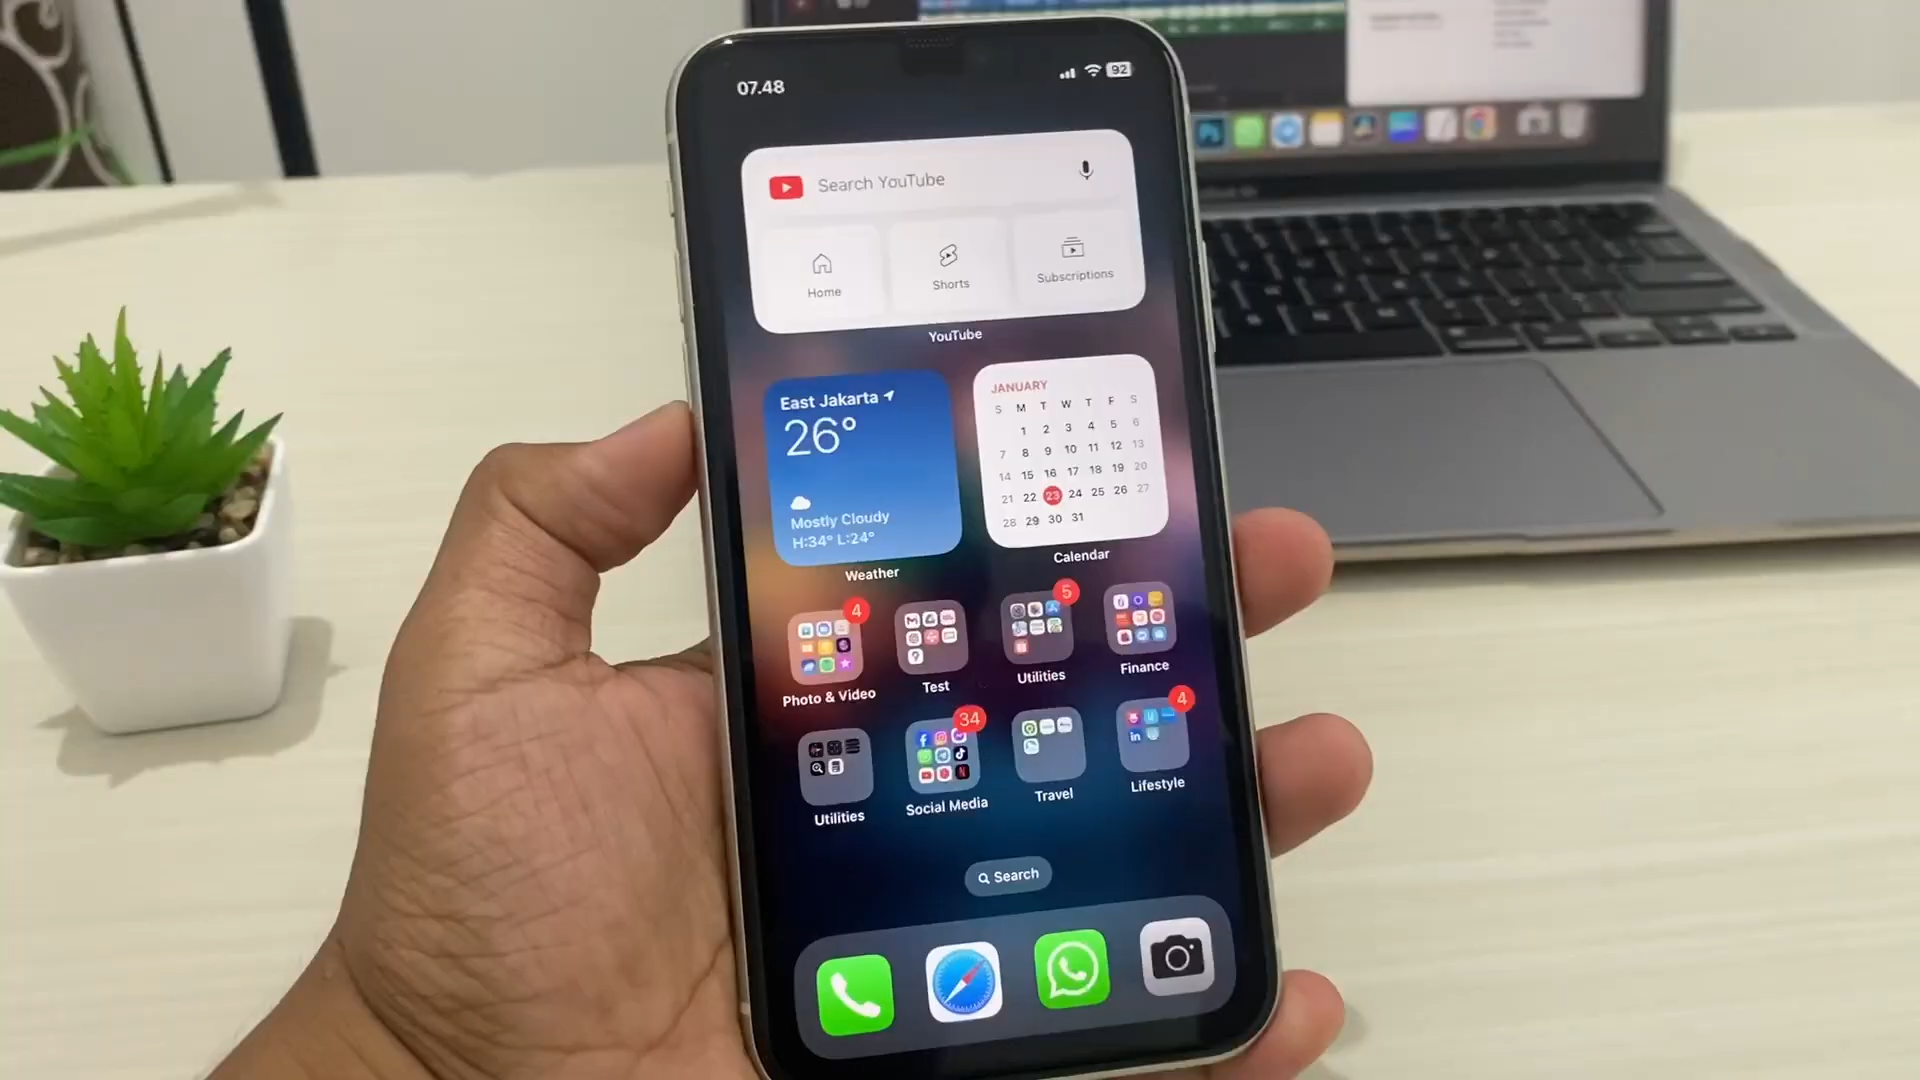 07.48
92
Search YouTube
Home
Shorts
Subscriptions
YouTube
East Jakarta
26°
Mostly Cloudy
H:34° L:24°
Weather
JANUARY
S M T W T F S
1 2 3 4 5 6
7 8 9 10 11 12 13
14 15 16 17 18 19 20
21 22 23 24 25 26 27
28 29 30 31
Calendar
4
5
Photo & Video
Test
Utilities
Finance
34
4
Utilities
Social Media
Travel
Lifestyle
Search